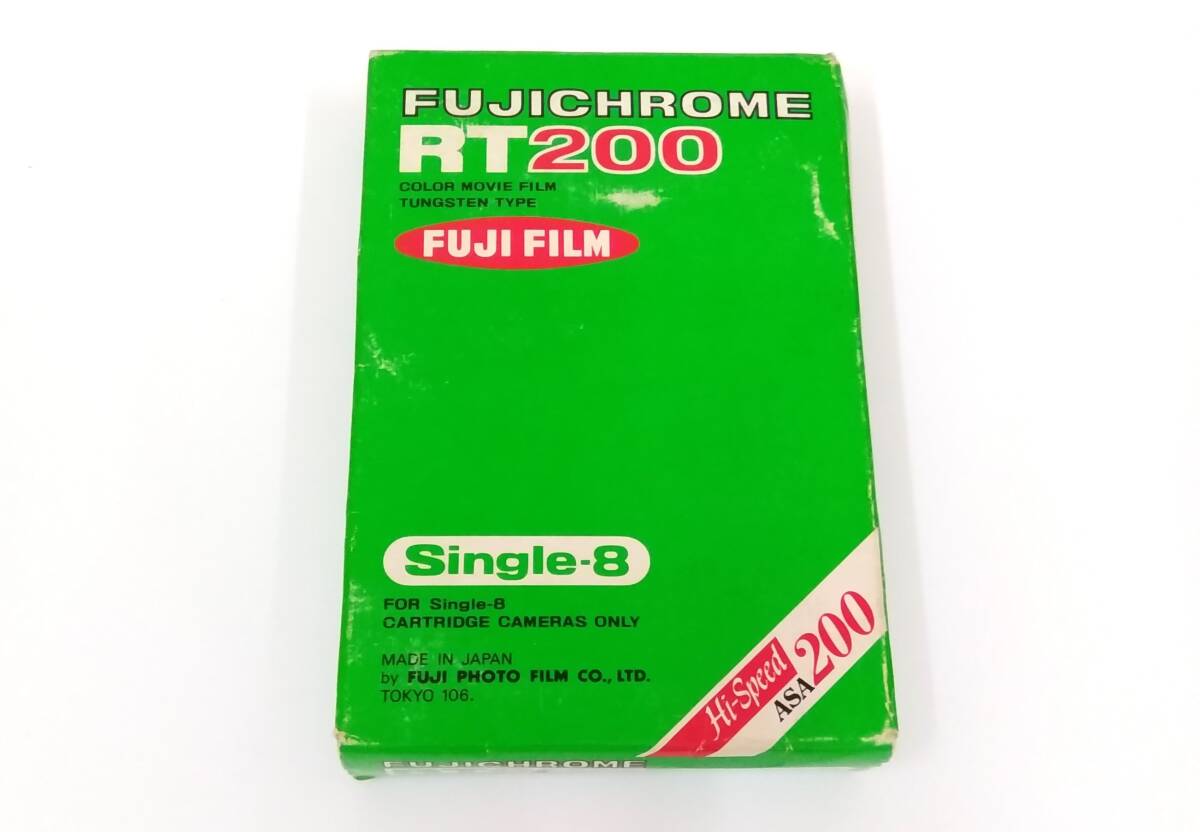 FUJICHROME
RT200
COLOR MOVIE FILM
TUNGSTEN TYPE
FUJI FILM
Single-8
FOR Single-8
CARTRIDGE CAMERAS ONLY
MADE IN JAPAN
by FUJI PHOTO FILM CO., LTD.
TOKYO 106.
Hi-Speed
ASA 200
FUJICHROME